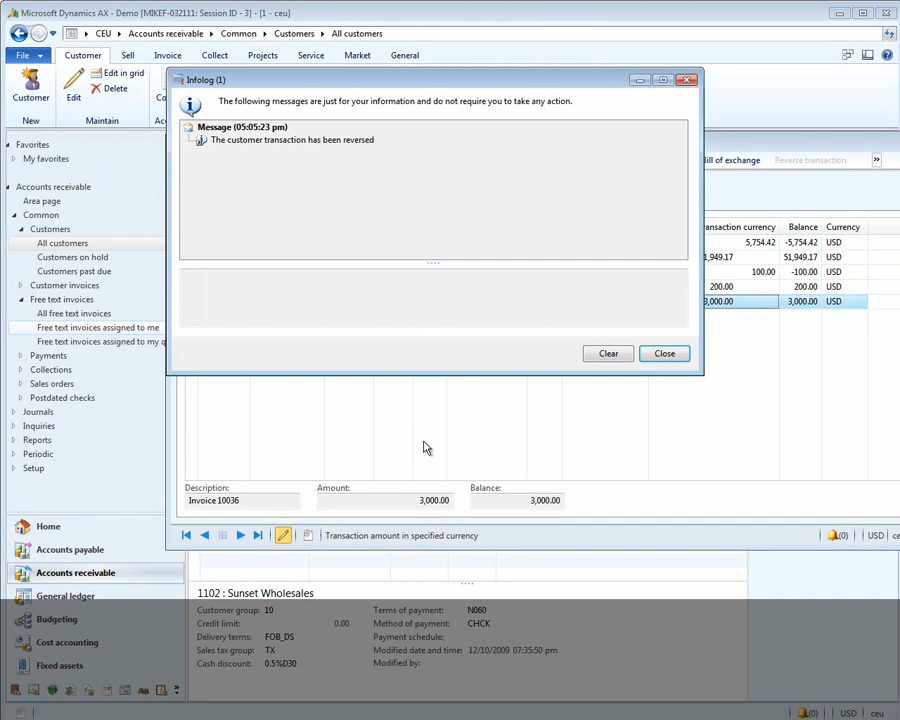 Microsoft Dynamics AX - Demo [MIKEF-032111: Session ID - 3] - [1 - ceu]
CEU
Accounts receivable
Common
Customers
All customers
File
Customer
Sell
Invoice
Collect
Projects
Service
Market
General
Customer
New
Edit
Edit in grid
Delete
Maintain
Favorites
My favorites
Accounts receivable
Area page
Common
Customers
All customers
Customers on hold
Customers past due
Customer invoices
Free text invoices
All free text invoices
Free text invoices assigned to me
Free text invoices assigned to my q
Payments
Collections
Sales orders
Postdated checks
Journals
Inquiries
Reports
Periodic
Setup
Home
Accounts payable
Accounts receivable
General ledger
Budgeting
Cost accounting
Fixed assets
Infolog (1)
The following messages are just for your information and do not require you to take any action.
Message (05:05:23 pm)
The customer transaction has been reversed
Clear
Close
Bill of exchange
Reverse transaction
»
ansaction currency Balance Currency
5,754.42 -5,754.42 USD
1,949.17 51,949.17 USD
100.00 -100.00 USD
200.00 200.00 USD
3,000.00 3,000.00 USD
Description: Amount: Balance:
Invoice 10036 3,000.00 3,000.00
Transaction amount in specified currency
(0) USD ce
1102 : Sunset Wholesales
Customer group: 10
Credit limit: 0.00
Delivery terms: FOB_DS
Sales tax group: TX
Cash discount: 0.5%D30
Terms of payment: N060
Method of payment: CHCK
Payment schedule:
Modified date and time: 12/10/2009 07:35:50 pm
Modified by:
(0) USD ceu